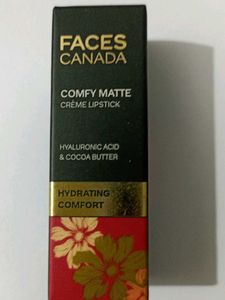 FACES
CANADA
COMFY MATTE
CRÈME LIPSTICK
HYALURONIC ACID
& COCOA BUTTER
HYDRATING
COMFORT